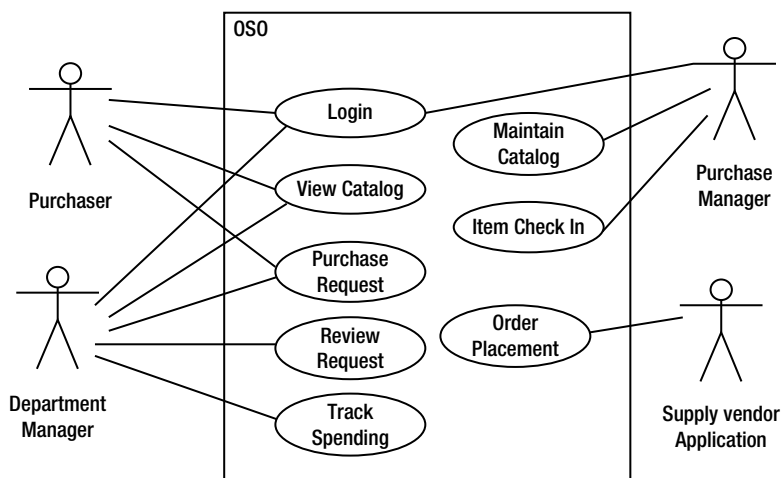 OSO
Login
Maintain
Catalog
Purchaser
View Catalog
Purchase
Manager
Item Check In
Purchase
Request
Order
Placement
Review
Request
Department
Manager
Track
Spending
Supply vendor
Application